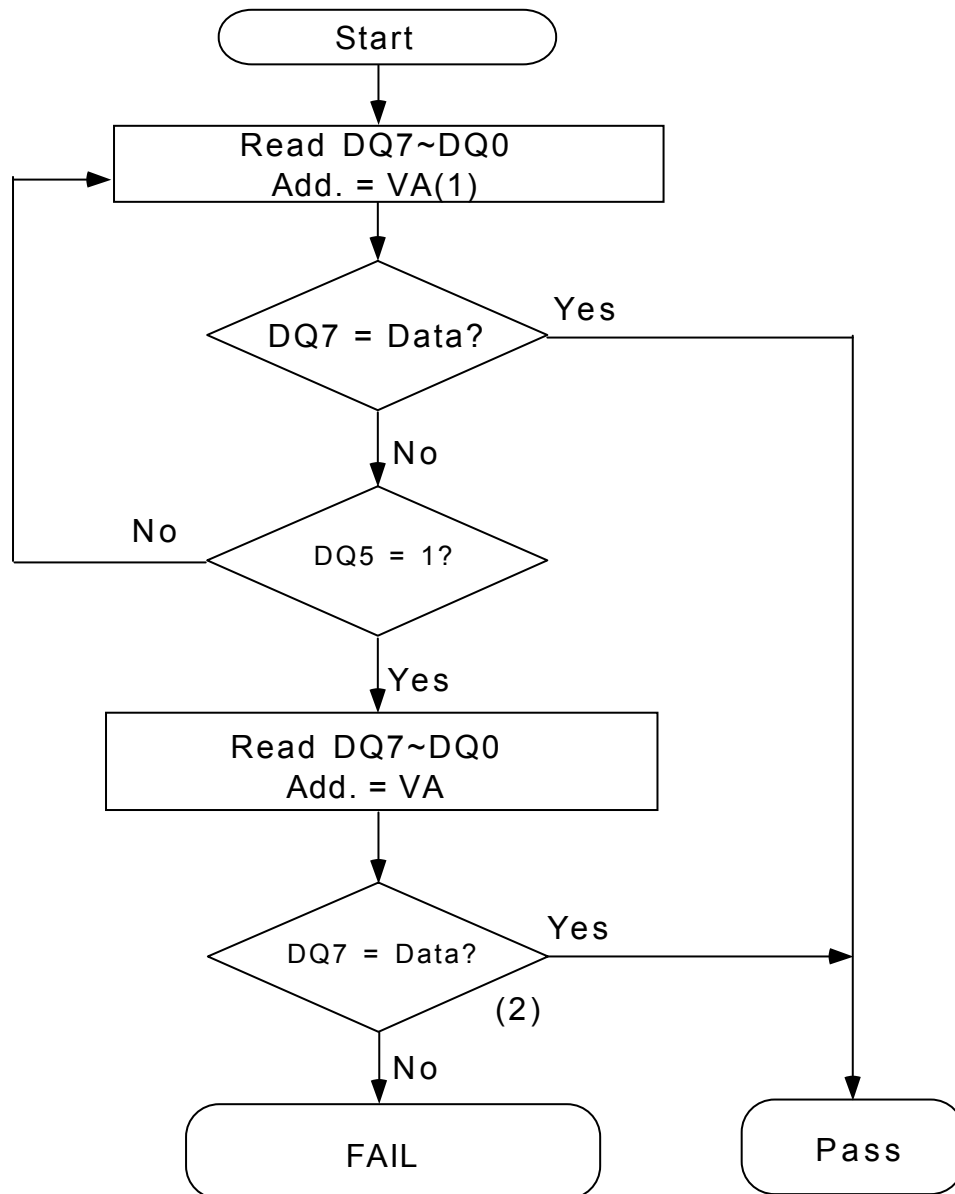 Start
Read DQ7~DQ0
Add. = VA(1)
DQ7 = Data?
Yes
No
DQ5 = 1?
No
Yes
Read DQ7~DQ0
Add. = VA
DQ7 = Data?
Yes
(2)
No
FAIL
Pass